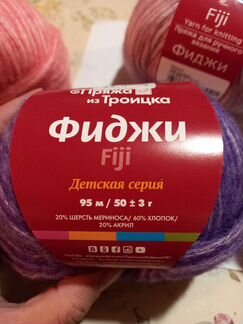 Fiji
Yarn for knitting
Пряжа для ручного
вязания
ФИДЖИ
Пряжа
из Троицка
Фиджи
Fiji
Детская серия
95 м / 50 ± 3 г
20% ШЕРСТЬ МЕРИНОСА/ 60% ХЛОПОК/
20% АКРИЛ